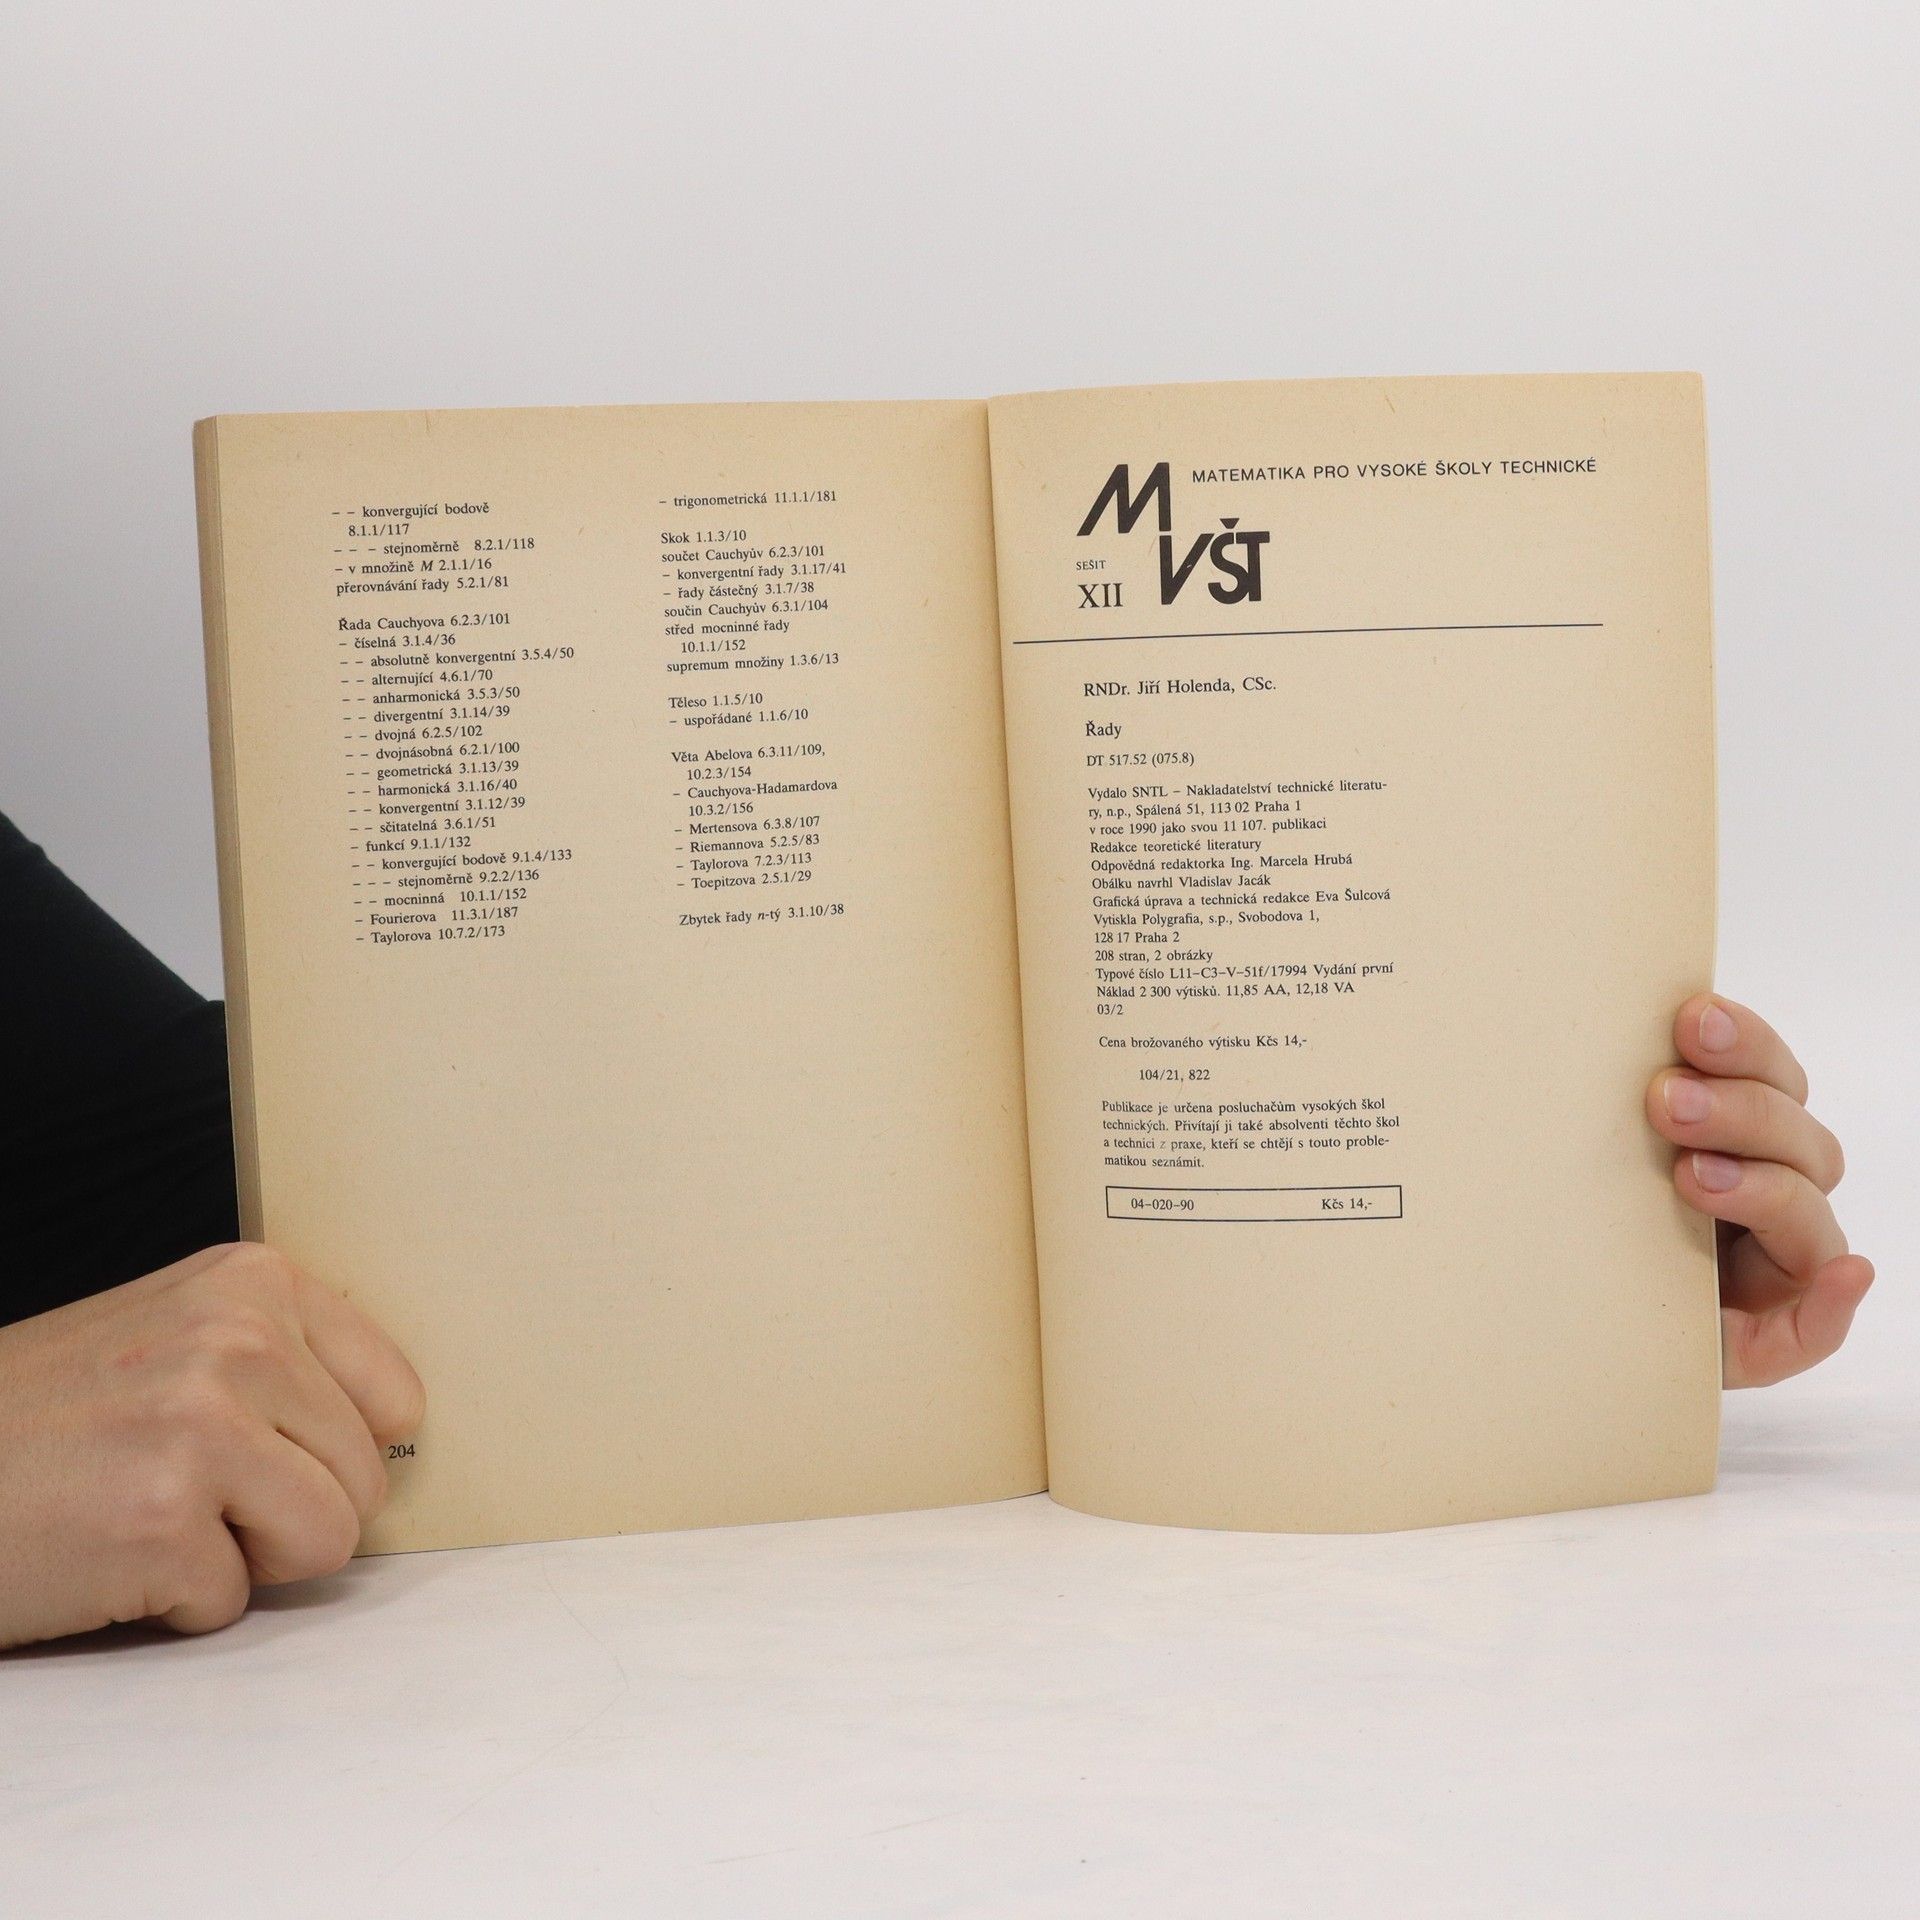 – – konvergující bodově
8.1.1/117
– – – stejnoměrně 8.2.1/118
– v množině M 2.1.1/16
přerovnávání řady 5.2.1/81
Řada Cauchyova 6.2.3/101
– číselná 3.1.4/36
– – absolutně konvergentní 3.5.4/50
– – alternující 4.6.1/70
– – anharmonická 3.5.3/50
– – divergentní 3.1.14/39
– – dvojná 6.2.5/102
– – dvojnásobná 6.2.1/100
– – geometrická 3.1.13/39
– – harmonická 3.1.16/40
– – konvergentní 3.1.12/39
– – sčitatelná 3.6.1/51
– funkcí 9.1.1/132
– – konvergující bodově 9.1.4/133
– – – stejnoměrně 9.2.2/136
– – mocninná 10.1.1/152
– Fourierova 11.3.1/187
– Taylorova 10.7.2/173
– trigonometrická 11.1.1/181
Skok 1.1.3/10
součet Cauchyův 6.2.3/101
– konvergentní řady 3.1.17/41
– řady částečný 3.1.7/38
součin Cauchyův 6.3.1/104
střed mocninné řady
10.1.1/152
supremum množiny 1.3.6/13
Těleso 1.1.5/10
– uspořádané 1.1.6/10
Věta Abelova 6.3.11/109,
10.2.3/154
– Cauchyova-Hadamardova
10.3.2/156
– Mertensova 6.3.8/107
– Riemannova 5.2.5/83
– Taylorova 7.2.3/113
– Toepitzova 2.5.1/29
Zbytek řady n-tý 3.1.10/38
204
MATEMATIKA PRO VYSOKÉ ŠKOLY TECHNICKÉ
M
VŠT
SEŠIT
XII
RNDr. Jiří Holenda, CSc.
Řady
DT 517.52 (075.8)
Vydalo SNTL – Nakladatelství technické literatu-
ry, n.p., Spálená 51, 113 02 Praha 1
v roce 1990 jako svou 11 107. publikaci
Redakce teoretické literatury
Odpovědná redaktorka Ing. Marcela Hrubá
Obálku navrhl Vladislav Jacák
Grafická úprava a technická redakce Eva Šulcová
Vytiskla Polygrafia, s.p., Svobodova 1,
128 17 Praha 2
208 stran, 2 obrázky
Typové číslo L11–C3–V–51f/17994 Vydání první
Náklad 2 300 výtisků. 11,85 AA, 12,18 VA
03/2
Cena brožovaného výtisku Kčs 14,-
104/21, 822
Publikace je určena posluchačům vysokých škol
technických. Přivítají ji také absolventi těchto škol
a technici z praxe, kteří se chtějí s touto proble-
matikou seznámit.
04–020–90 Kčs 14,-